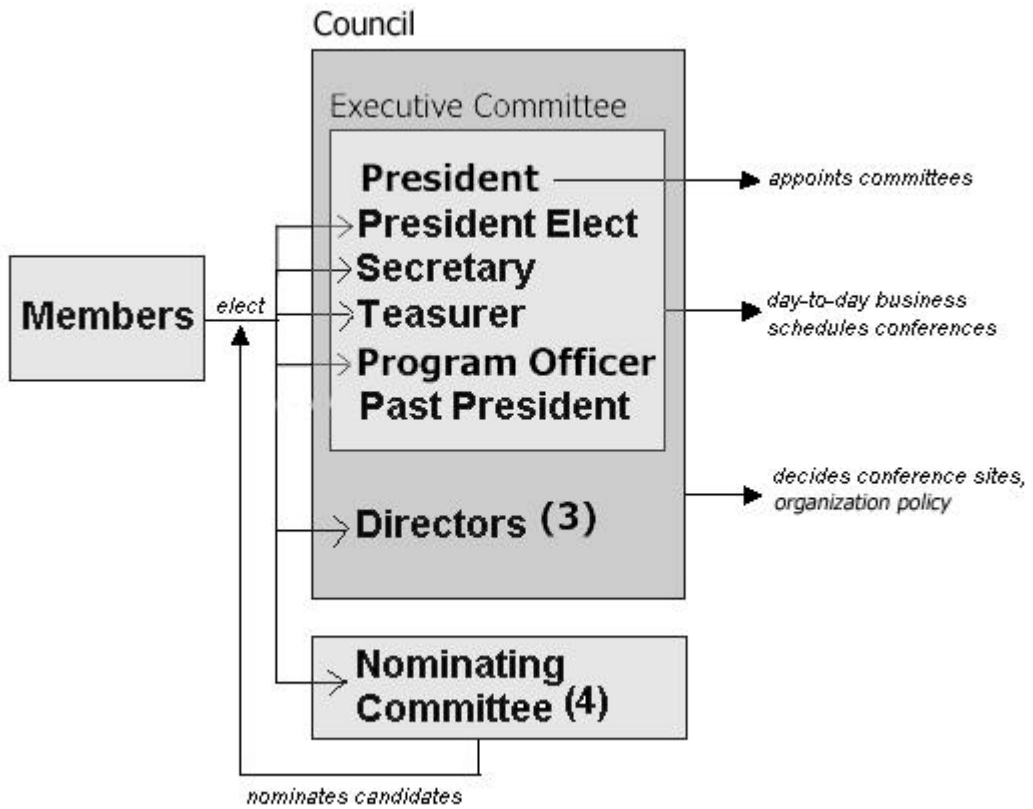 Council
Executive Committee
President
appoints committees
President Elect
Secretary
Members
elect
Teasurer
day-to-day business
schedules conferences
Program Officer
Past President
decides conference sites,
organization policy
Directors (3)
Nominating
Committee (4)
nominates candidates